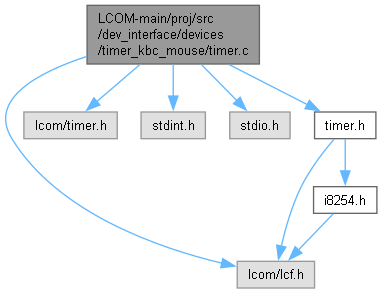 LCOM-main/proj/src
/dev_interface/devices
/timer_kbc_mouse/timer.c
lcom/timer.h
stdint.h
stdio.h
timer.h
i8254.h
lcom/lcf.h